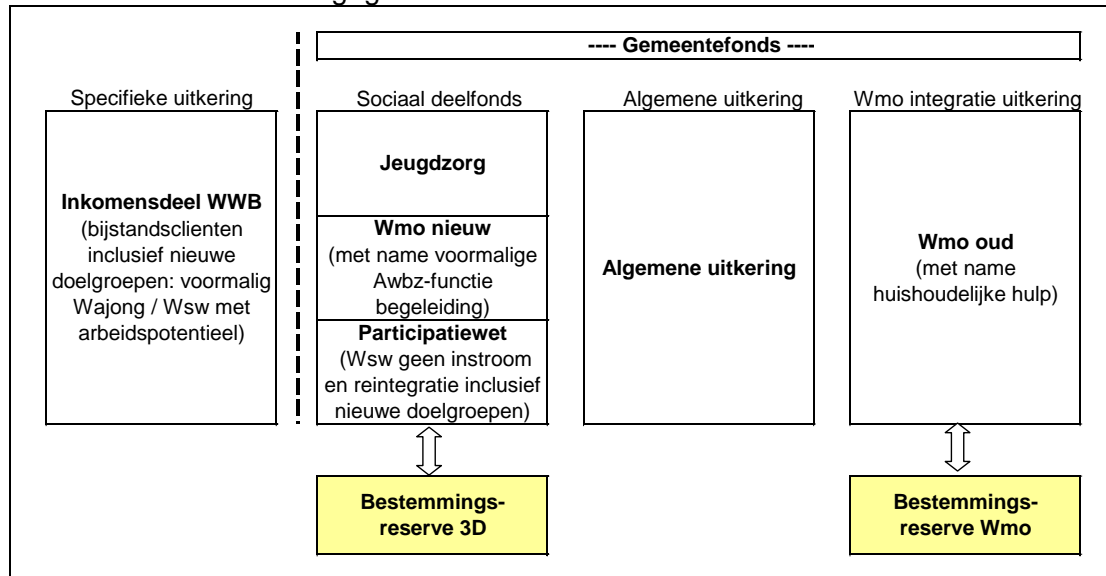 ---- Gemeentefonds ----
Specifieke uitkering
Inkomensdeel WWB
(bijstandsclienten
inclusief nieuwe
doelgroepen: voormalig
Wajong / Wsw met
arbeidspotentieel)
Sociaal deelfonds
Jeugdzorg
Wmo nieuw
(met name voormalige
Awbz-functie
begeleiding)
Participatiewet
(Wsw geen instroom
en reintegratie inclusief
nieuwe doelgroepen)
Bestemmings-
reserve 3D
Algemene uitkering
Algemene uitkering
Wmo integratie uitkering
Wmo oud
(met name
huishoudelijke hulp)
Bestemmings-
reserve Wmo